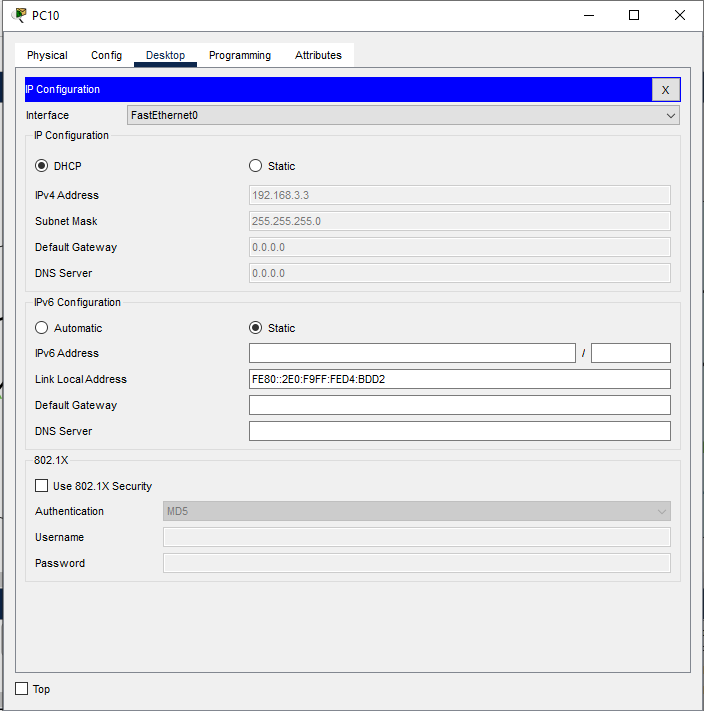 PC10
Physical Config Desktop Programming Attributes
IP Configuration X
Interface FastEthernet0
IP Configuration
DHCP Static
IPv4 Address 192.168.3.3
Subnet Mask 255.255.255.0
Default Gateway 0.0.0.0
DNS Server 0.0.0.0
IPv6 Configuration
Automatic Static
IPv6 Address /
Link Local Address FE80::2E0:F9FF:FED4:BDD2
Default Gateway
DNS Server
802.1X
Use 802.1X Security
Authentication MD5
Username
Password
Top